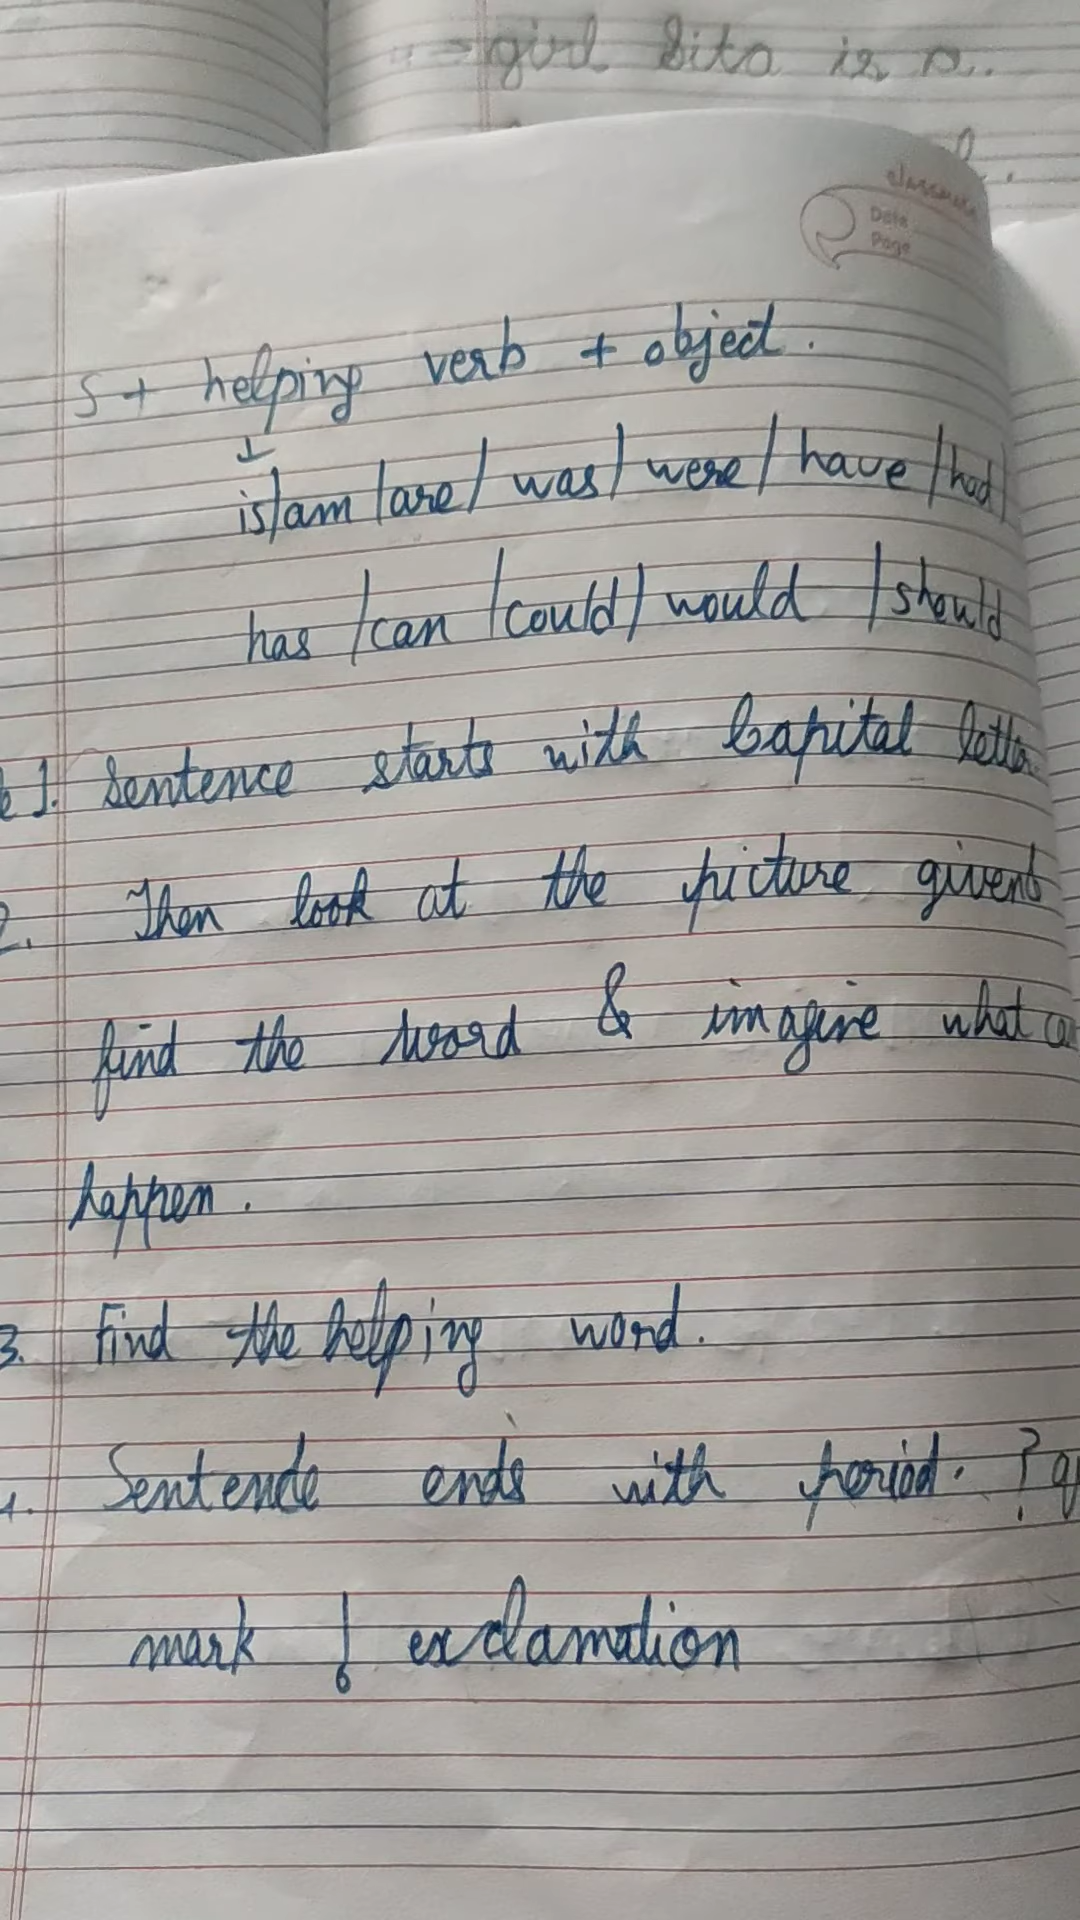 girl Sita is a.
classmate
Date
Page
S + helping verb + object.
↓
is/am/are/was/were/have/had/
has/can/could/would/should
1. Sentence starts with Capital letter
2. Then look at the picture given
find the word & imagine what
happen.
3. Find the helping word.
4. Sentende ends with period. ?
mark ! exclamation